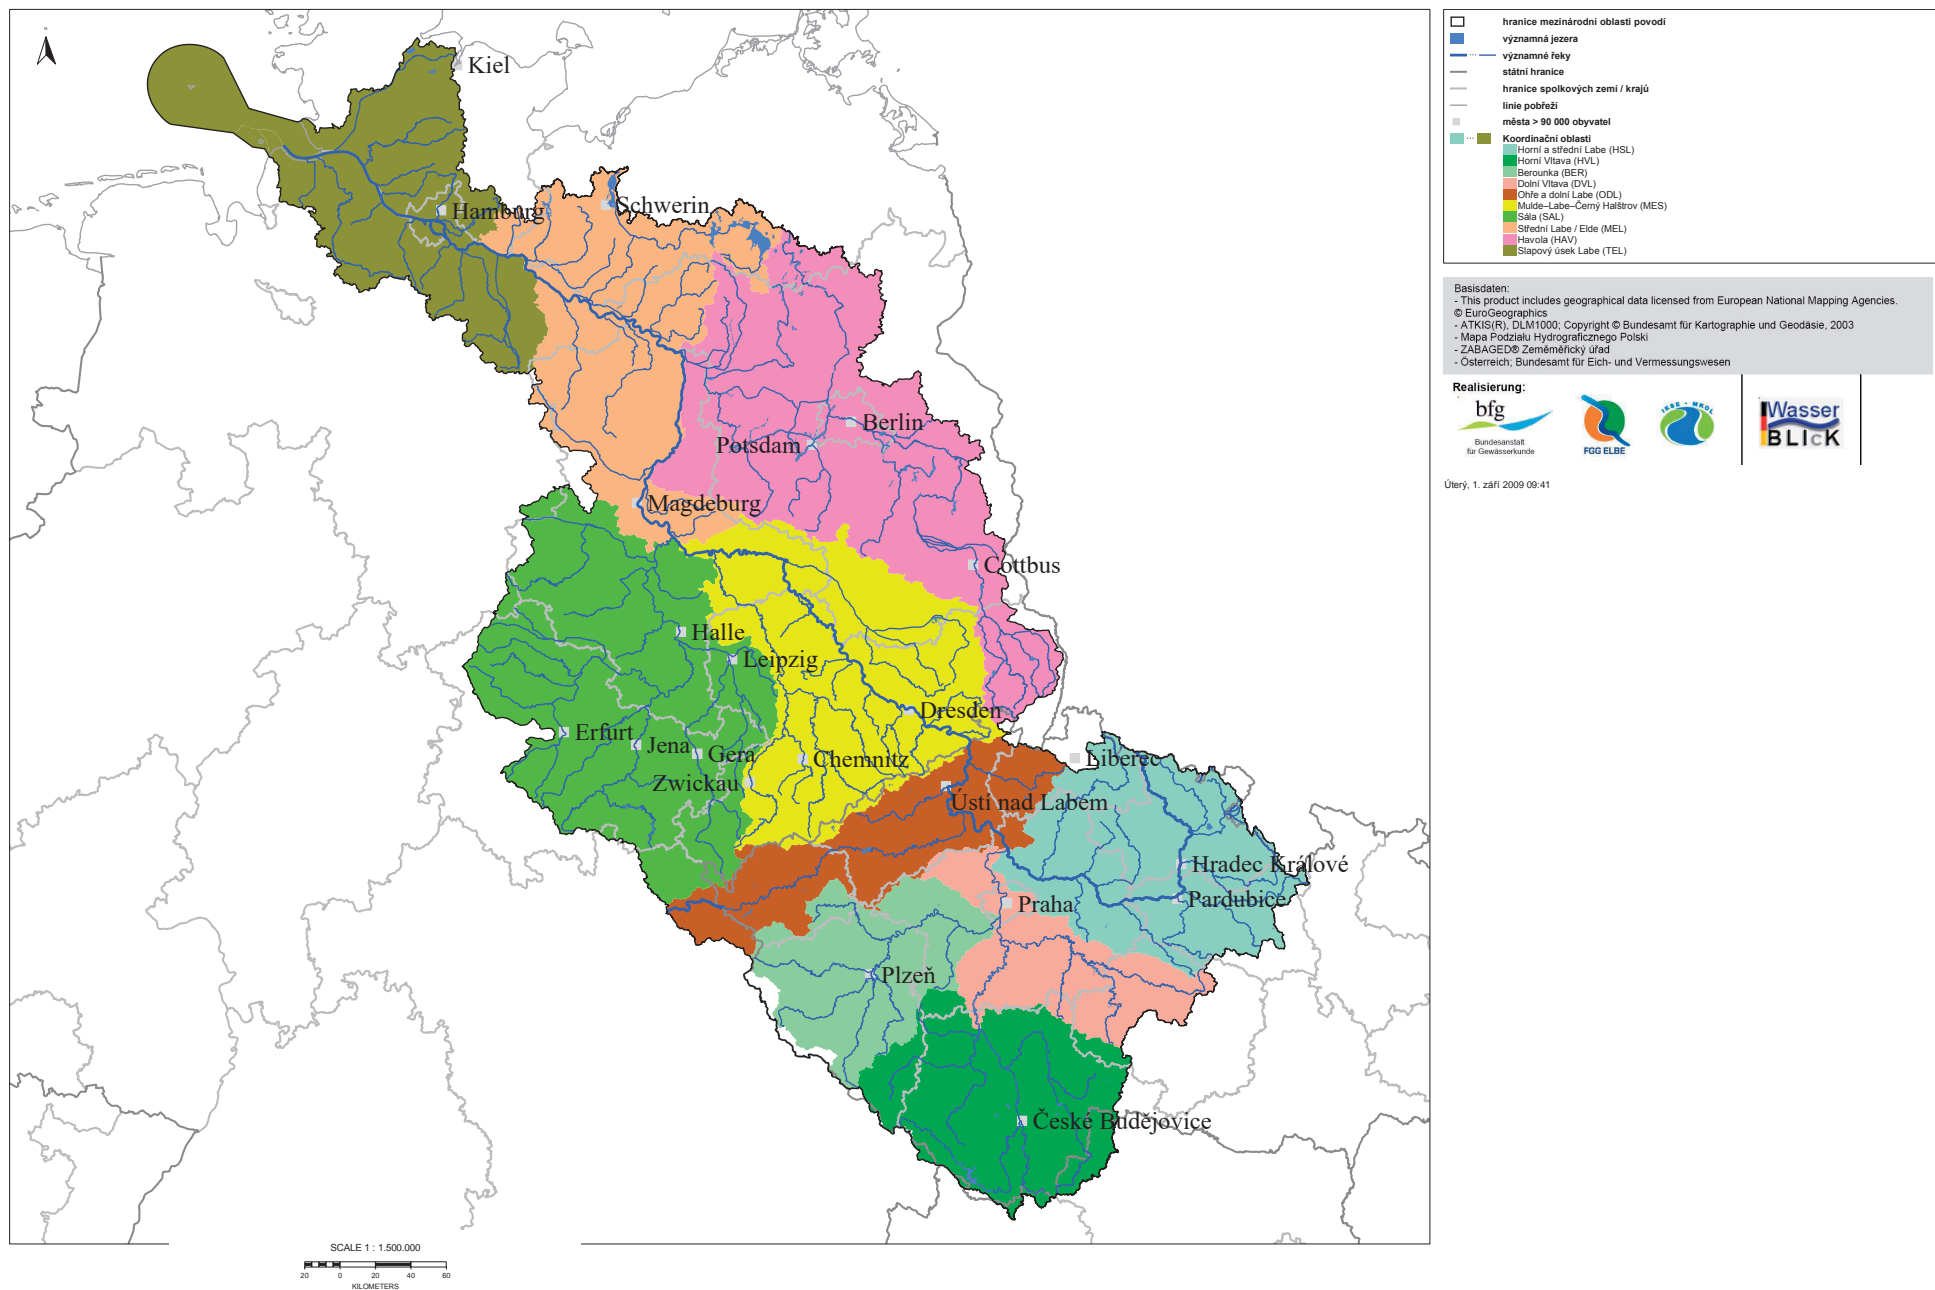 Kiel
Hamburg
Schwerin
Berlin
Potsdam
Magdeburg
Cottbus
Halle
Leipzig
Dresden
Erfurt
Jena
Gera
Chemnitz
Zwickau
Liberec
Ústí nad Labem
Hradec Králové
Pardubice
Praha
Plzeň
České Budějovice
SCALE 1 : 1.500.000
20 0 20 40 60
KILOMETERS
hranice mezinárodní oblasti povodí
významná jezera
významné řeky
státní hranice
hranice spolkových zemí / krajů
linie pobřeží
města > 90 000 obyvatel
Koordinační oblasti
Horní a střední Labe (HSL)
Horní Vltava (HVL)
Berounka (BER)
Dolní Vltava (DVL)
Ohře a dolní Labe (ODL)
Mulde–Labe–Černý Halštrov (MES)
Sála (SAL)
Střední Labe / Elde (MEL)
Havola (HAV)
Slapový úsek Labe (TEL)
Basisdaten:
- This product includes geographical data licensed from European National Mapping Agencies.
© EuroGeographics
- ATKIS(R), DLM1000; Copyright © Bundesamt für Kartographie und Geodäsie, 2003
- Mapa Podziału Hydrograficznego Polski
- ZABAGED® Zeměměřický úřad
- Österreich; Bundesamt für Eich- und Vermessungswesen
Realisierung:
bfg
Bundesanstalt
für Gewässerkunde
FGG ELBE
IKSE - MKOL
Wasser
BLIcK
Úterý, 1. září 2009 09:41